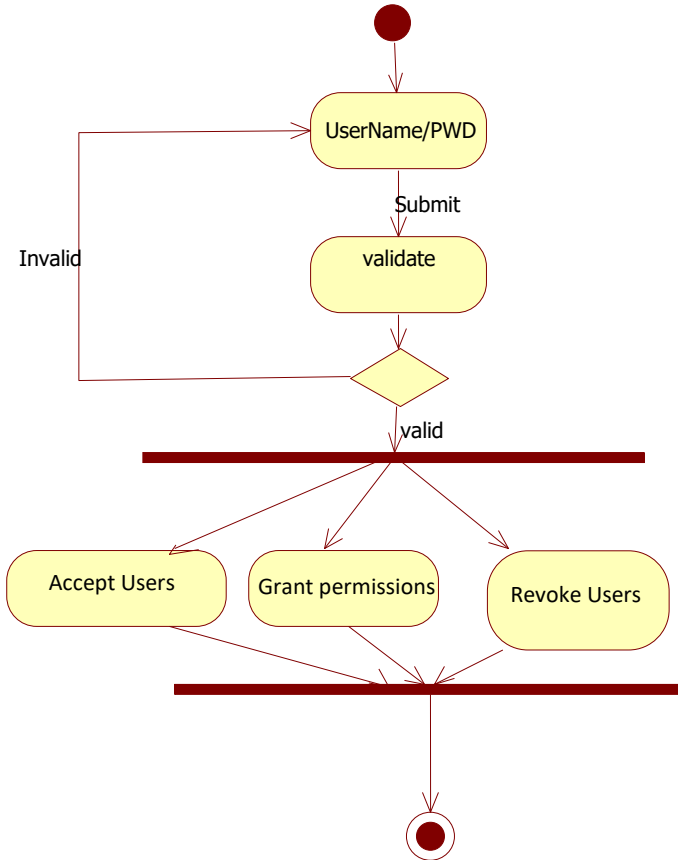 UserName/PWD
Submit
Invalid
validate
valid
Accept Users
Grant permissions
Revoke Users